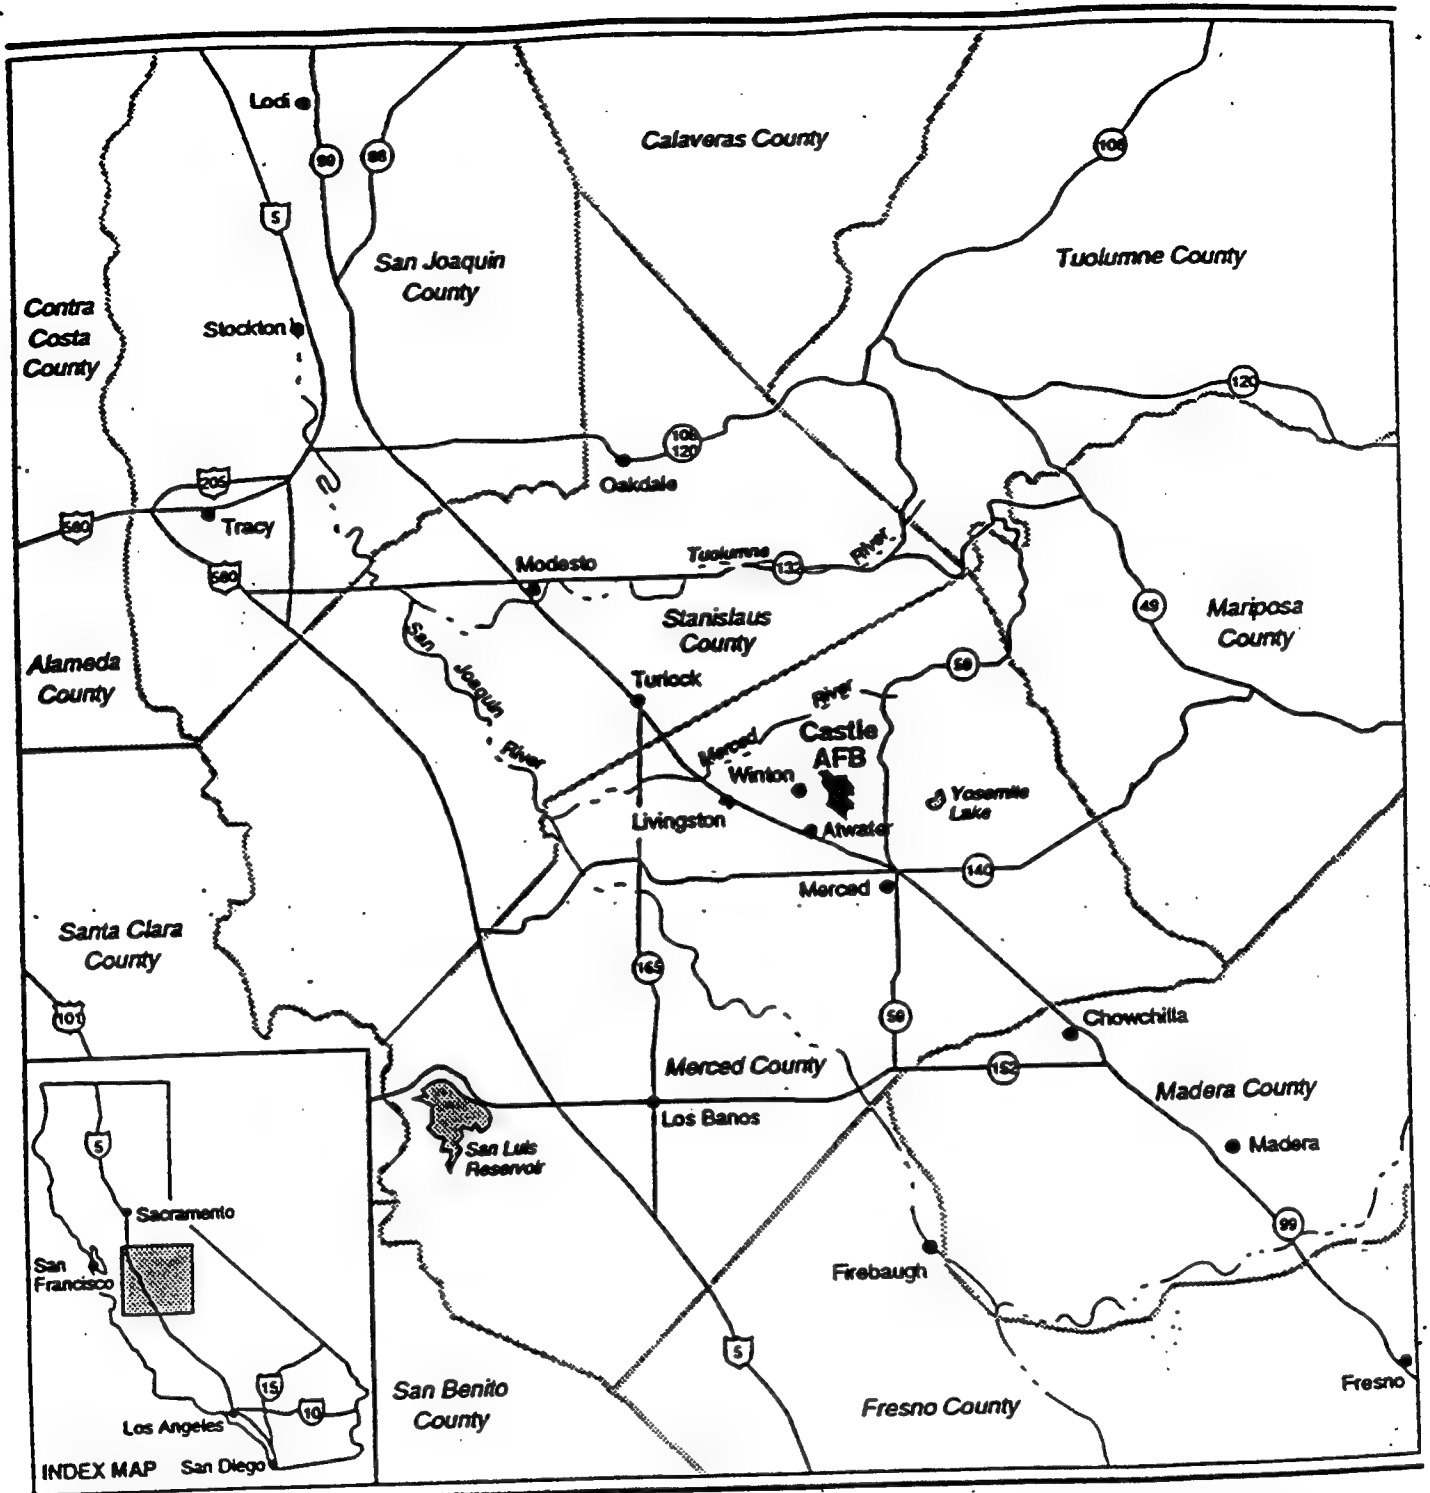 Lodi
99
88
Calaveras County
108
5
San Joaquin
County
Tuolumne County
Contra
Costa
County
Stockton
120
108
120
Oakdale
205
580
Tracy
Modesto
Tuolumne
River
132
580
49
Mariposa
County
Stanislaus
County
San
Joaquin
River
Alameda
County
59
Turlock
River
Merced
Castle
AFB
Winton
Yosemite
Lake
Livingston
Atwater
140
Merced
Santa Clara
County
165
101
59
Chowchilla
Merced County
152
Madera County
Los Banos
San Luis
Reservoir
Madera
99
Firebaugh
5
Fresno
San Benito
County
Fresno County
5
Sacramento
San
Francisco
15
10
Los Angeles
San Diego
INDEX MAP